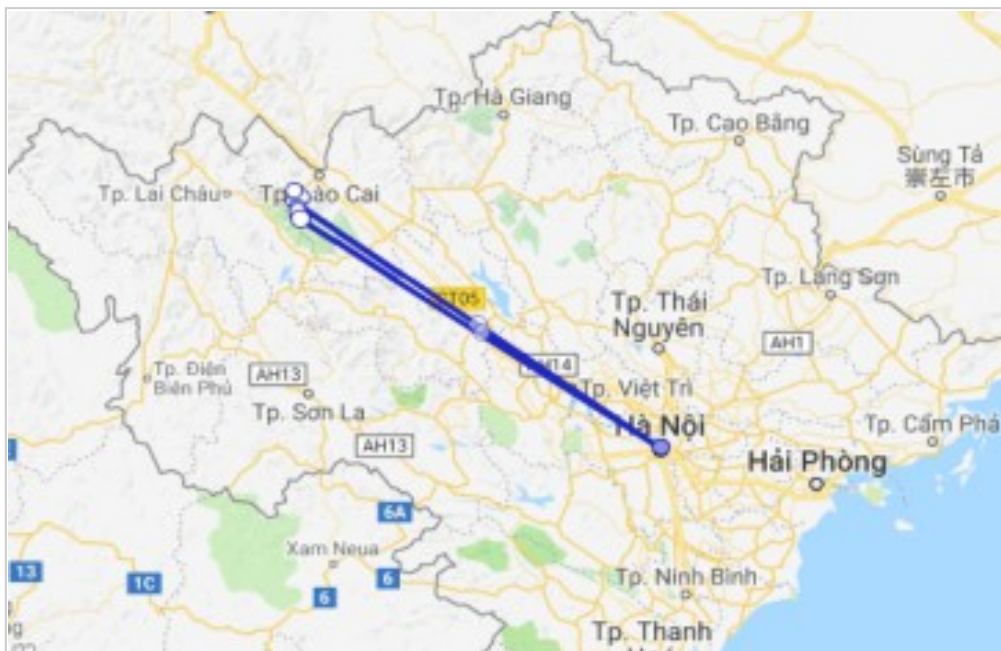 Tp. Hà Giang
Tp. Cao Bằng
Sùng Tả
崇左市
Tp. Lai Châu
Tp. Lào Cai
Tp. Lạng Sơn
CT05
Tp. Thái
Nguyên
AH1
AH14
Tp. Điện
Biên Phủ
AH13
Tp. Việt Trì
Tp. Sơn La
Hà Nội
Tp. Cẩm Phả
AH13
Hải Phòng
6A
Xam Neua
13
1C
6
6
Tp. Ninh Bình
Tp. Thanh